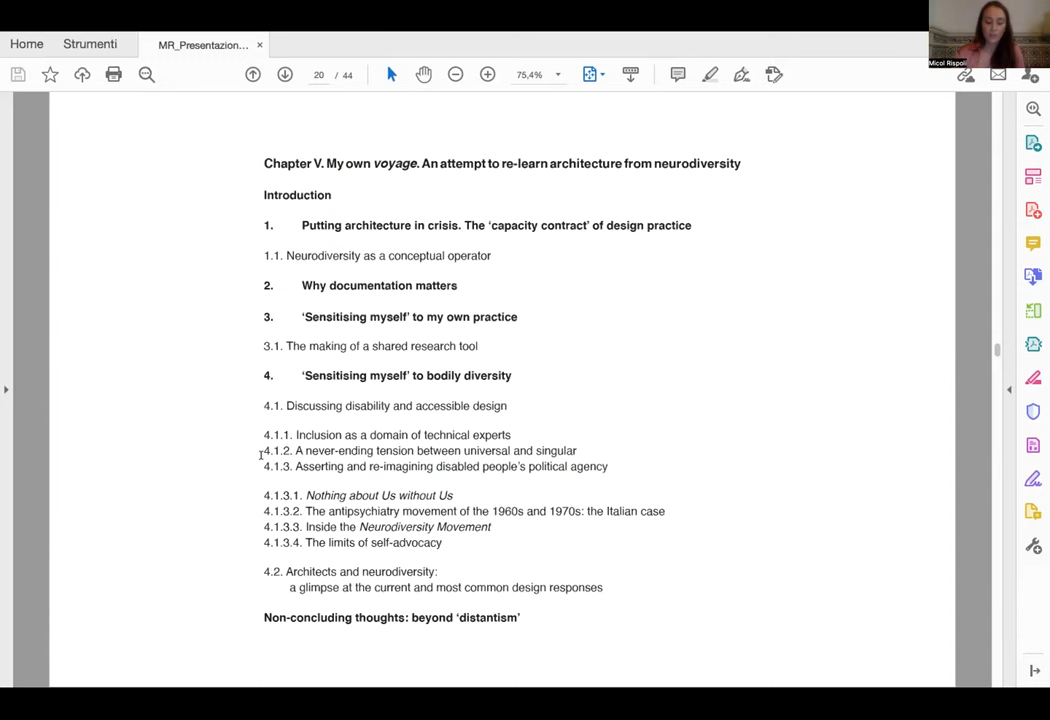 Home
Strumenti
MR_Presentazion...
20 / 44
75,4%
Micol Rispoli
Chapter V. My own voyage. An attempt to re-learn architecture from neurodiversity
Introduction
1. Putting architecture in crisis. The ‘capacity contract’ of design practice
1.1. Neurodiversity as a conceptual operator
2. Why documentation matters
3. ‘Sensitising myself’ to my own practice
3.1. The making of a shared research tool
4. ‘Sensitising myself’ to bodily diversity
4.1. Discussing disability and accessible design
4.1.1. Inclusion as a domain of technical experts
4.1.2. A never-ending tension between universal and singular
4.1.3. Asserting and re-imagining disabled people’s political agency
4.1.3.1. Nothing about Us without Us
4.1.3.2. The antipsychiatry movement of the 1960s and 1970s: the Italian case
4.1.3.3. Inside the Neurodiversity Movement
4.1.3.4. The limits of self-advocacy
4.2. Architects and neurodiversity:
a glimpse at the current and most common design responses
Non-concluding thoughts: beyond ‘distantism’